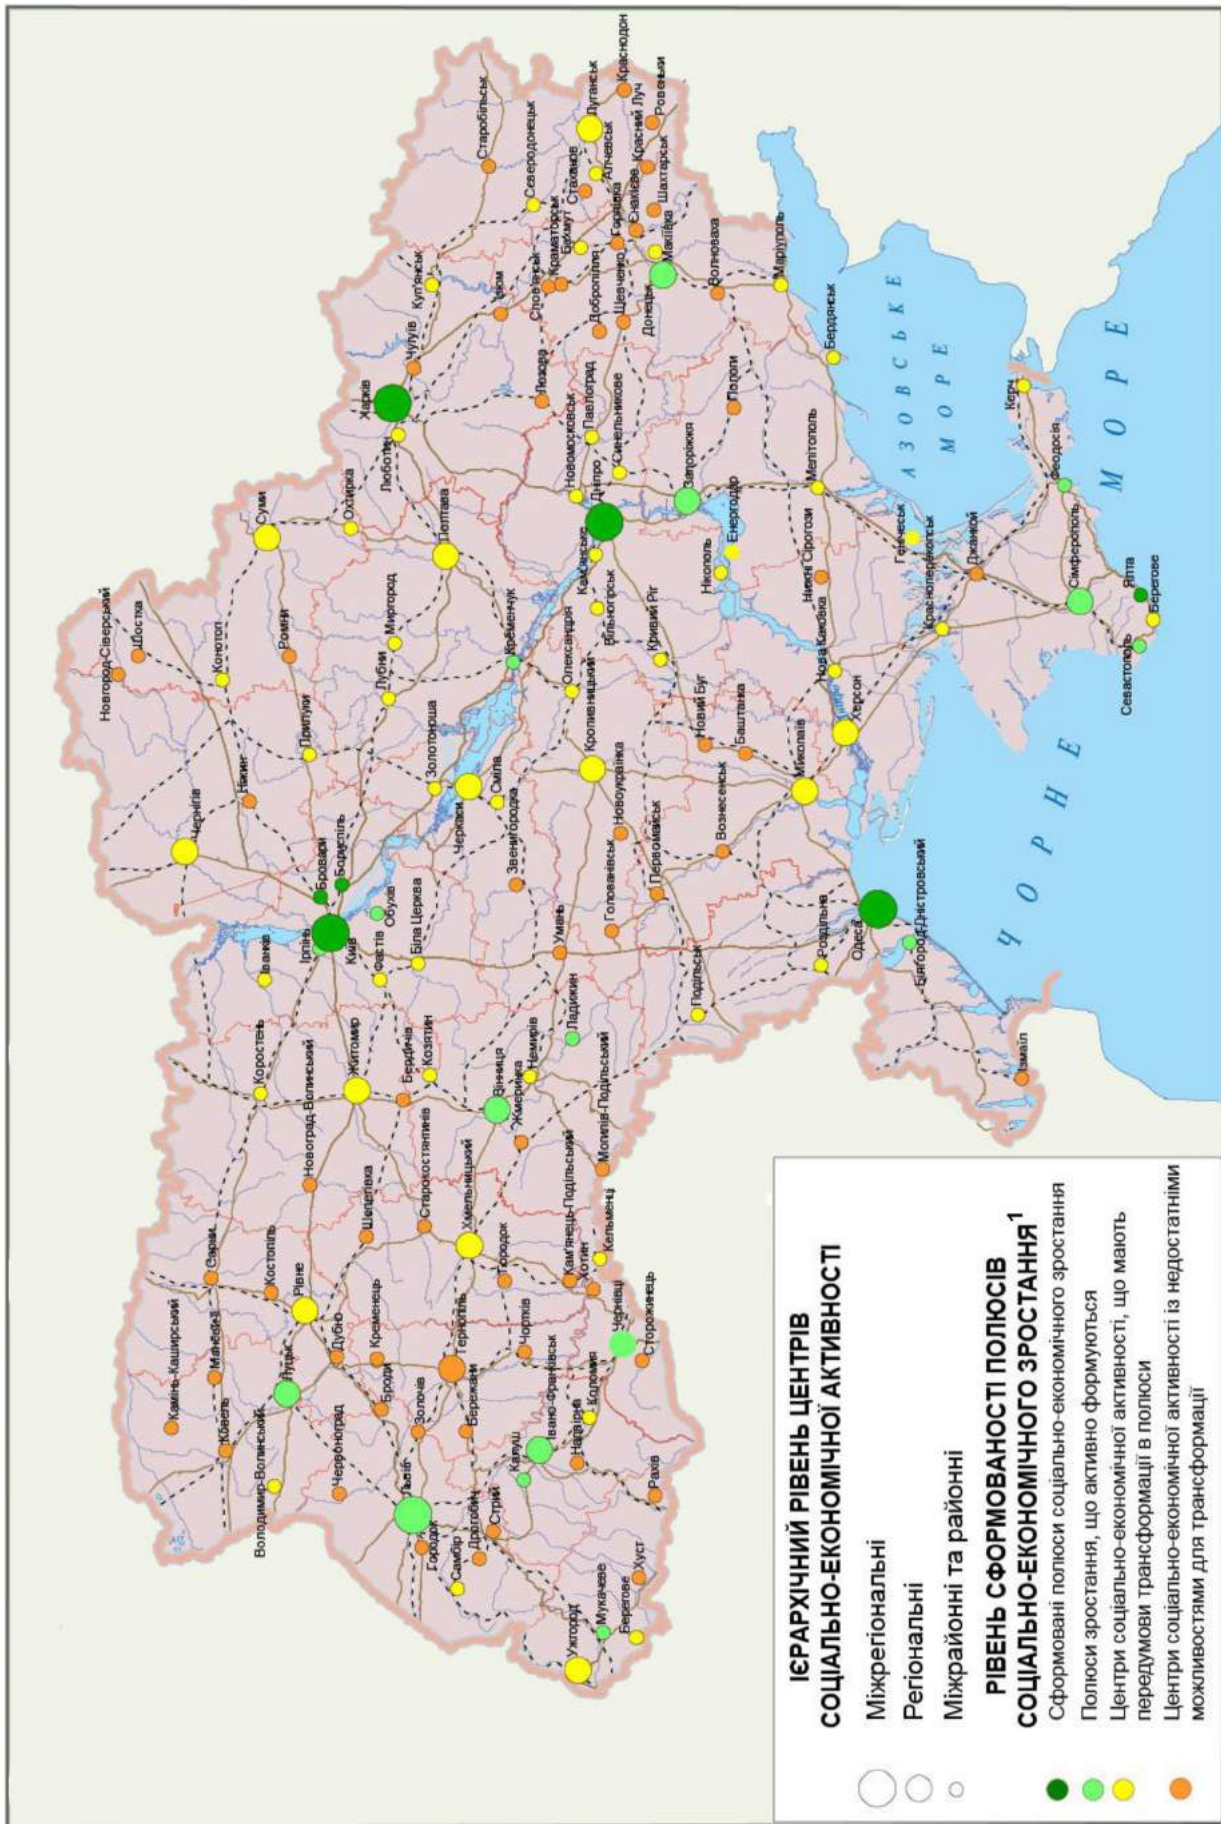 Новгород-Сіверський
Шостка
Чернігів
Конотоп
Суми
Ніжин
Ромни
Прилуки
Охтирка
Бровари
Бориспіль
Київ
Ірпінь
Обухів
Іванків
Фастів
Біла Церква
Коростень
Житомир
Новоград-Волинський
Бердичів
Козятин
Сарни
Костопіль
Рівне
Шепетівка
Старокостянтинів
Камінь-Каширський
Маневичі
Ковель
Луцьк
Володимир-Волинський
Дубно
Кременець
Броди
Червоноград
Львів
Золочів
Городок
Самбір
Дрогобич
Стрий
Тернопіль
Бережани
Чортків
Хмельницький
Городок
Кам'янець-Подільський
Хотин
Кельменці
Чернівці
Сторожинець
Івано-Франківськ
Калуш
Коломия
Надвірна
Рахів
Ужгород
Мукачеве
Берегове
Хуст
Вінниця
Жмеринка
Немирів
Ладижин
Могилів-Подільський
Умань
Звенигородка
Черкаси
Сміла
Золотоноша
Лубни
Миргород
Полтава
Кременчук
Харків
Люботин
Чугуїв
Куп'янськ
Ізюм
Лозова
Старобільськ
Сєвєродонецьк
Луганськ
Краснодон
Ровеньки
Красний Луч
Алчевськ
Стаханов
Шахтарськ
Єнакієве
Горлівка
Макіївка
Бахмут
Краматорськ
Слов'янськ
Добропілля
Шевченко
Донецьк
Волноваха
Маріуполь
Бердянськ
Новомосковськ
Павлоград
Синельникове
Дніпро
Кам'янське
Запоріжжя
Пологи
Енергодар
Нікополь
Мелітополь
Вільногірськ
Олександрія
Кривий Ріг
Кропивницький
Новоукраїнка
Голованівськ
Первомайськ
Вознесенськ
Новий Буг
Баштанка
Миколаїв
Херсон
Нова Каховка
Нижні Сірогози
Генічеськ
Красноперекопськ
Джанкой
Сімферополь
Феодосія
Керч
Ялта
Берегове
Севастополь
Подільськ
Роздільна
Одеса
Білгород-Дністровський
Ізмаїл
АЗОВСЬКЕ
МОРЕ
ЧОРНЕ
МОРЕ
ІЄРАРХІЧНИЙ РІВЕНЬ ЦЕНТРІВ
СОЦІАЛЬНО-ЕКОНОМІЧНОЇ АКТИВНОСТІ
Міжрегіональні
Регіональні
Міжрайонні та районні
РІВЕНЬ СФОРМОВАНОСТІ ПОЛЮСІВ
СОЦІАЛЬНО-ЕКОНОМІЧНОГО ЗРОСТАННЯ¹
Сформовані полюси соціально-економічного зростання
Полюси зростання, що активно формуються
Центри соціально-економічної активності, що мають
передумови трансформації в полюси
Центри соціально-економічної активності із недостатніми
можливостями для трансформації